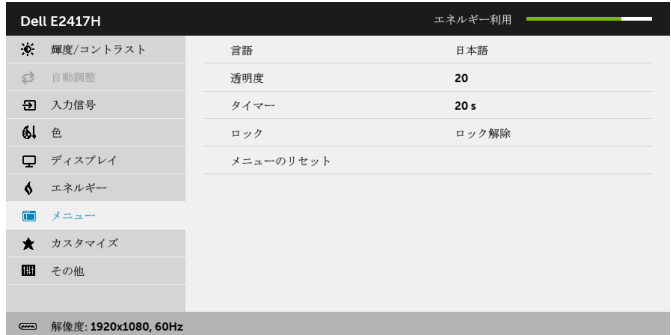 Dell E2417H エネルギー利用
輝度/コントラスト 言語 日本語
自動調整 透明度 20
入力信号 タイマー 20 s
色 ロック ロック解除
ディスプレイ メニューのリセット
エネルギー
メニュー
カスタマイズ
その他
解像度: 1920x1080, 60Hz